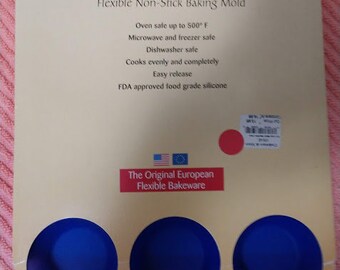 Flexible Non-Stick Baking Mold
Oven safe up to 500° F
Microwave and freezer safe
Dishwasher safe
Cooks evenly and completely
Easy release
FDA approved food grade silicone
The Original European
Flexible Bakeware